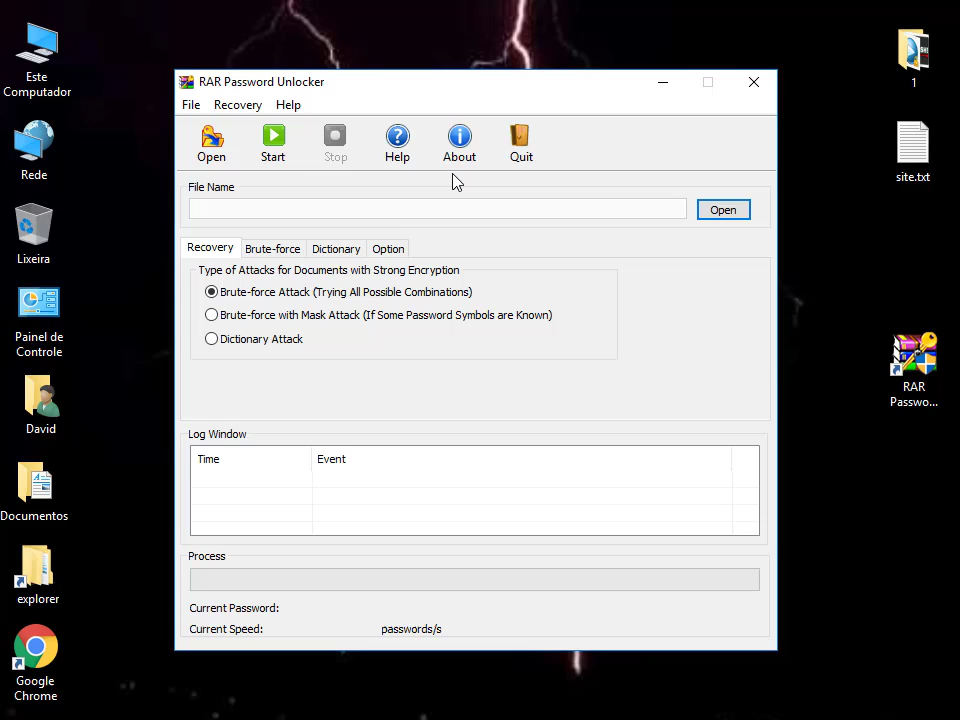 Este
Computador
Rede
Lixeira
Painel de
Controle
David
Documentos
explorer
Google
Chrome
RAR Password Unlocker
File Recovery Help
Open Start Stop Help About Quit
File Name
Open
Recovery Brute-force Dictionary Option
Type of Attacks for Documents with Strong Encryption
Brute-force Attack (Trying All Possible Combinations)
Brute-force with Mask Attack (If Some Password Symbols are Known)
Dictionary Attack
Log Window
Time Event
Process
Current Password:
Current Speed: passwords/s
1
site.txt
RAR
Passwo...